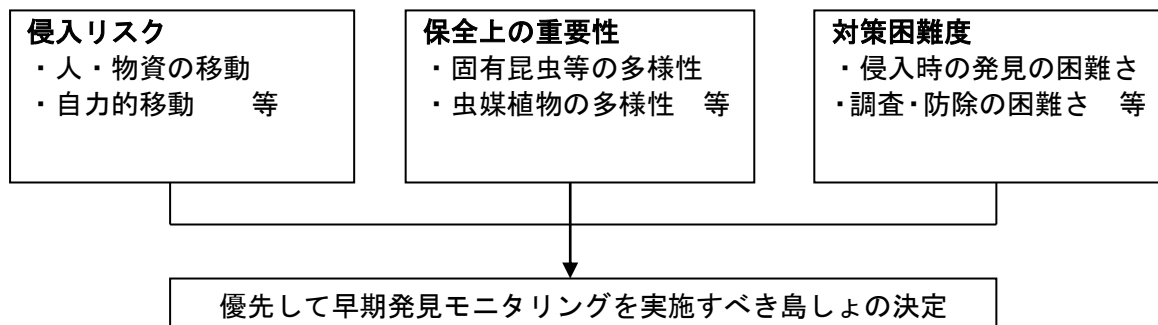 侵入リスク
・人・物資の移動
・自力的移動　　等
保全上の重要性
・固有昆虫等の多様性
・虫媒植物の多様性　等
対策困難度
・侵入時の発見の困難さ
・調査・防除の困難さ　等
優先して早期発見モニタリングを実施すべき島しょの決定